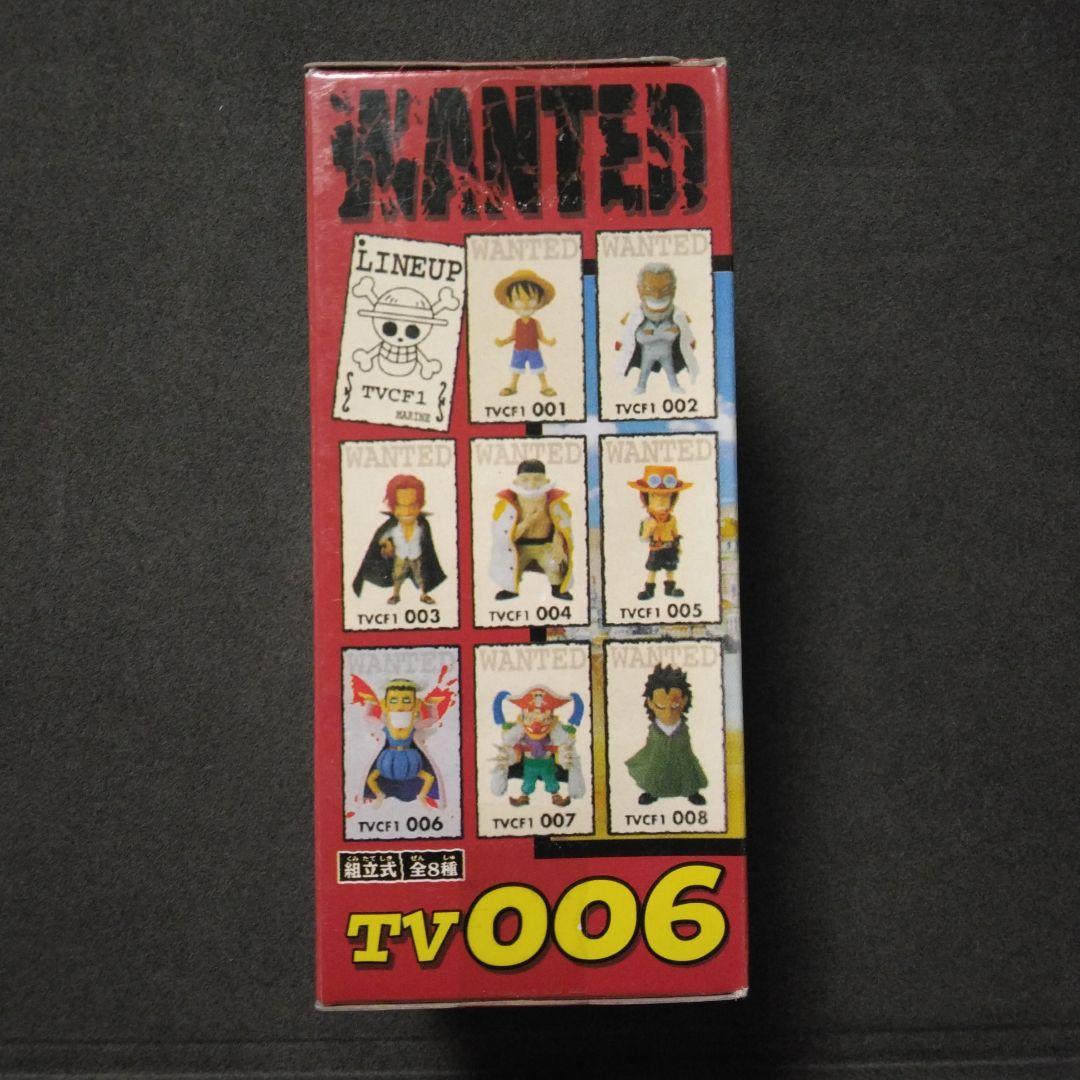 WANTED
LINEUP
TVCF1
MARINE
WANTED
TVCF1 001
WANTED
TVCF1 002
WANTED
TVCF1 003
WANTED
TVCF1 004
WANTED
TVCF1 005
WANTED
TVCF1 006
WANTED
TVCF1 007
WANTED
TVCF1 008
くみたてしき ぜん しゅ
組立式 全8種
TV006